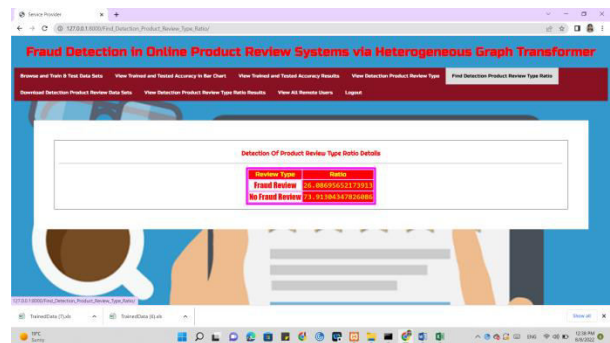 Service Provider
127.0.0.1:8000/Find_Detection_Product_Review_Type_Ratio/
Fraud Detection in Online Product Review Systems via Heterogeneous Graph Transformer
Browse and Train & Test Data Sets View Trained and Tested Accuracy in Bar Chart View Trained and Tested Accuracy Results View Detection Product Review Type Find Detection Product Review Type Ratio
Download Detection Product Review Data Sets View Detection Product Review Type Ratio Results View All Remote Users Logout
Detection Of Product Review Type Ratio Details
Review Type Ratio
Fraud Review 26.08695652173913
No Fraud Review 73.91304347826086
127.0.0.1:8000/Find_Detection_Product_Review_Type_Ratio/
TrainedData (7).xls TrainedData (6).xls Show all
Sunny
ENG
12:38 PM